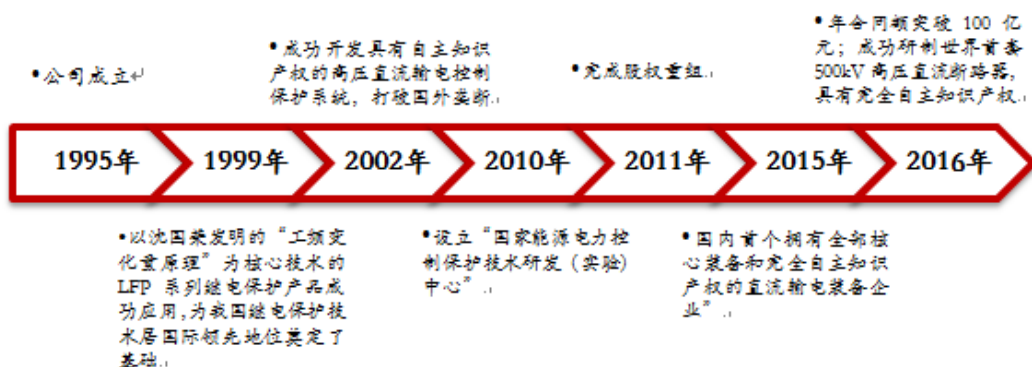 •公司成立
•成功开发具有自主知识
产权的高压直流输电控制
保护系统，打破国外垄断.
•完成股权重组.
•年合同额突破 100 亿
元；成功研制世界首套
500kV 高压直流断路器，
具有完全自主知识产权.
1995年
1999年
2002年
2010年
2011年
2015年
2016年
•以沈国荣发明的“工频变
化量原理”为核心技术的
LFP 系列继电保护产品成
功应用,为我国继电保护技
术居国际领先地位奠定了
基础.
•设立“国家能源电力控
制保护技术研发（实验）
中心”.
•国内首个拥有全部核
心装备和完全自主知识
产权的直流输电装备企
业”.